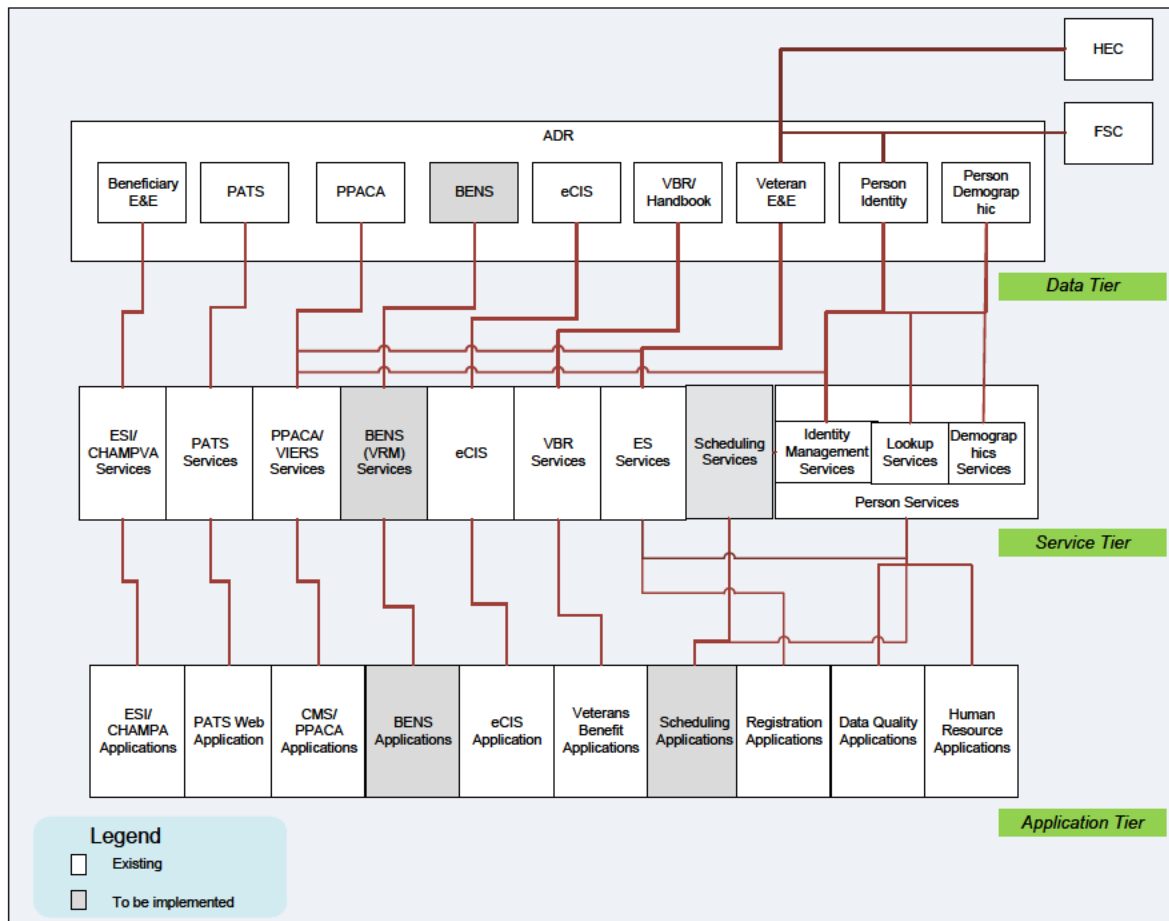 HEC
FSC
ADR
Beneficiary
E&E
PATS
PPACA
BENS
eCIS
VBR/
Handbook
Veteran
E&E
Person
Identity
Person
Demograp
hic
Data Tier
ESI/
CHAMPVA
Services
PATS
Services
PPACA/
VIERS
Services
BENS
(VRM)
Services
eCIS
VBR
Services
ES
Services
Scheduling
Services
Identity
Management
Services
Lookup
Services
Demograp
hics
Services
Person Services
Service Tier
ESI/
CHAMPA
Applications
PATS Web
Application
CMS/
PPACA
Applications
BENS
Applications
eCIS
Application
Veterans
Benefit
Applications
Scheduling
Applications
Registration
Applications
Data Quality
Applications
Human
Resource
Applications
Application Tier
Legend
Existing
To be implemented